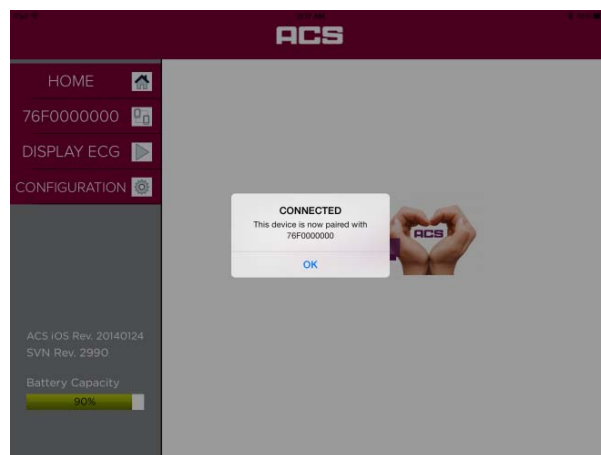 ACS
HOME
76F0000000
DISPLAY ECG
CONFIGURATION
CONNECTED
This device is now paired with
76F0000000
OK
ACS
ACS iOS Rev. 20140124
SVN Rev. 2990
Battery Capacity
90%